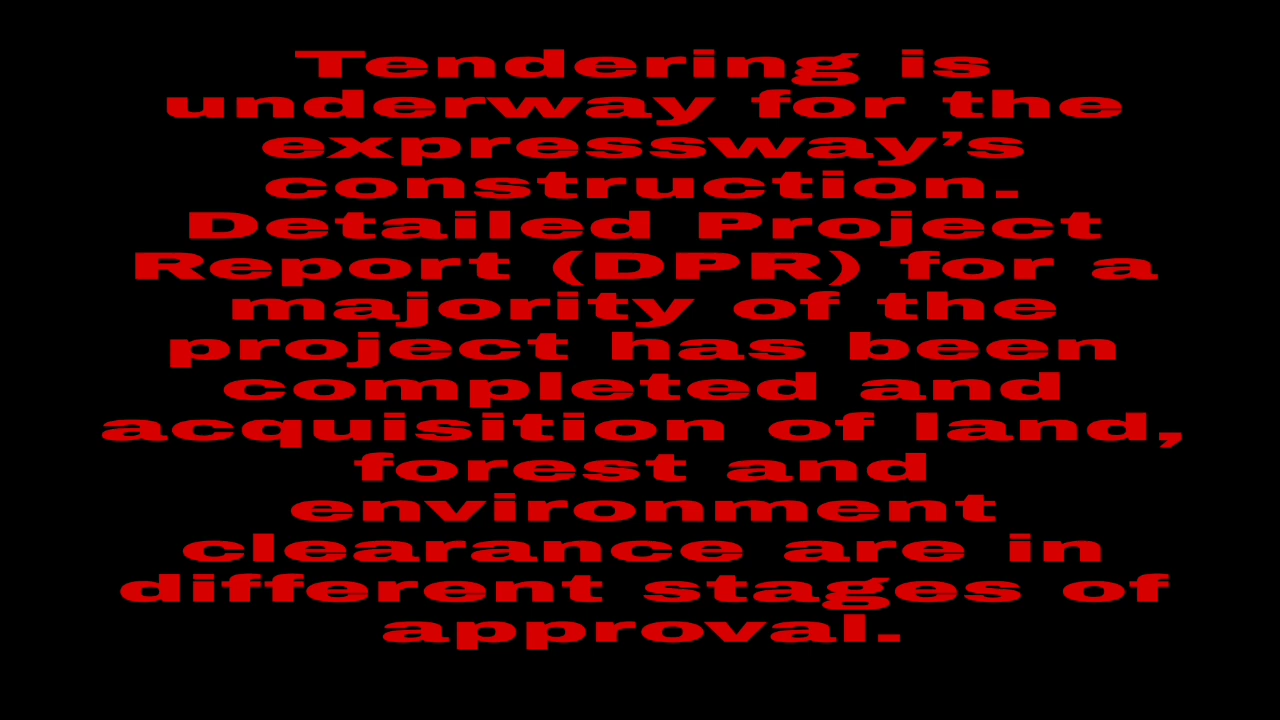 Tendering is
underway for the
expressway’s
construction.
Detailed Project
Report (DPR) for a
majority of the
project has been
completed and
acquisition of land,
forest and
environment
clearance are in
different stages of
approval.